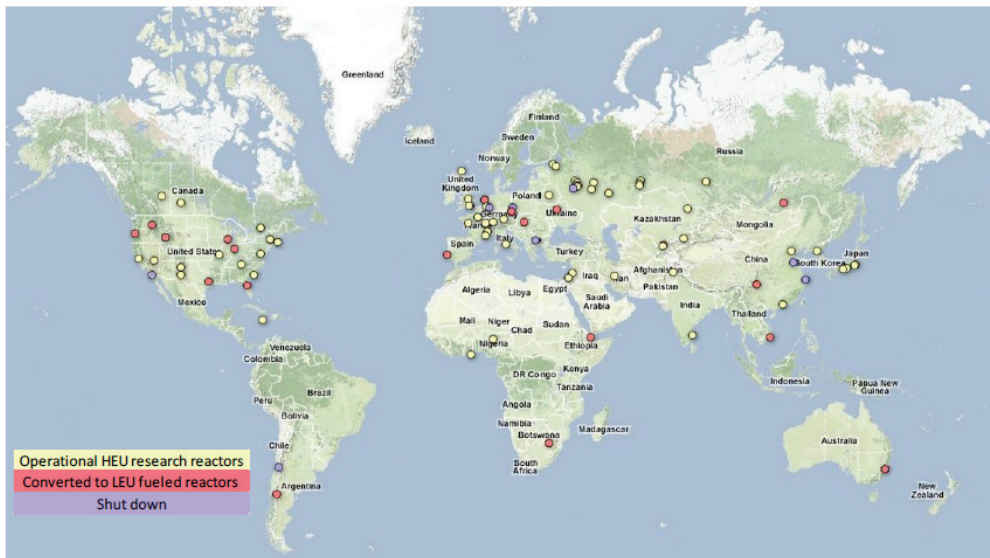 Greenland
Iceland
Finland
Sweden
Norway
Russia
Canada
United
Kingdom
Poland
Germany
Ukraine
France
Kazakhstan
Mongolia
United States
Spain
Italy
Turkey
China
Japan
South Korea
Afghanistan
Iraq
Iran
Pakistan
Algeria
Libya
Egypt
Saudi
Arabia
India
Mexico
Mali
Niger
Chad
Sudan
Thailand
Nigeria
Ethiopia
Venezuela
Colombia
DR Congo
Kenya
Tanzania
Indonesia
Papua New
Guinea
Peru
Brazil
Angola
Bolivia
Namibia
Botswana
Madagascar
Chile
Australia
South
Africa
Argentina
New
Zealand
Operational HEU research reactors
Converted to LEU fueled reactors
Shut down